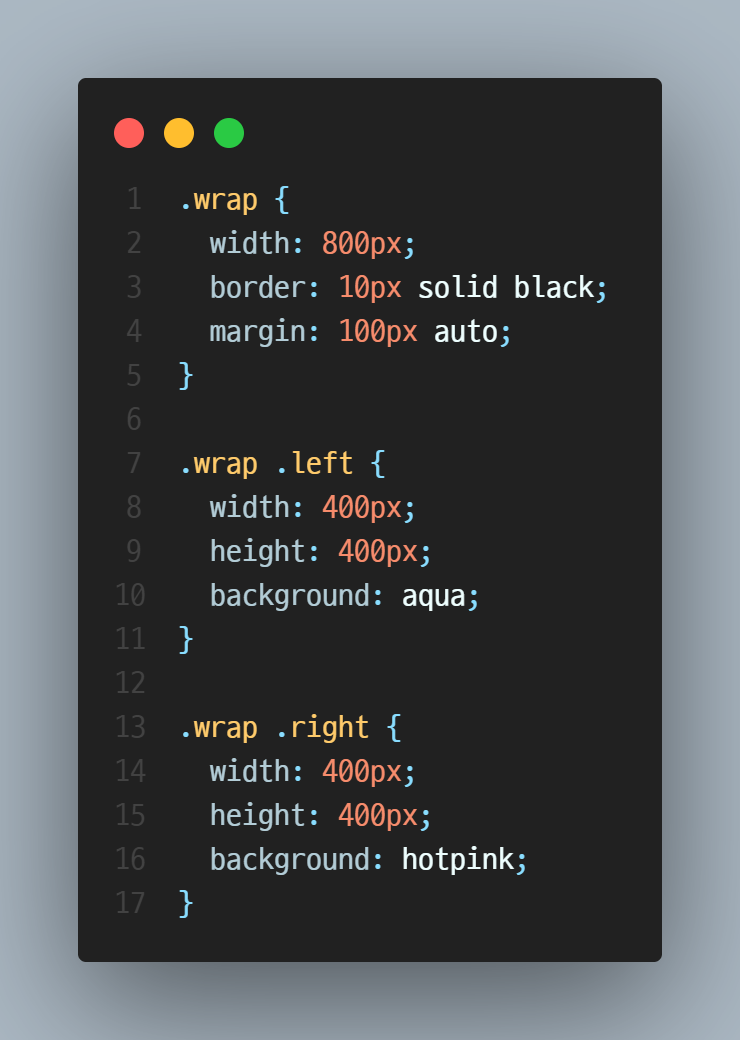 1 .wrap {
2   width: 800px;
3   border: 10px solid black;
4   margin: 100px auto;
5 }
6
7 .wrap .left {
8   width: 400px;
9   height: 400px;
10   background: aqua;
11 }
12
13 .wrap .right {
14   width: 400px;
15   height: 400px;
16   background: hotpink;
17 }